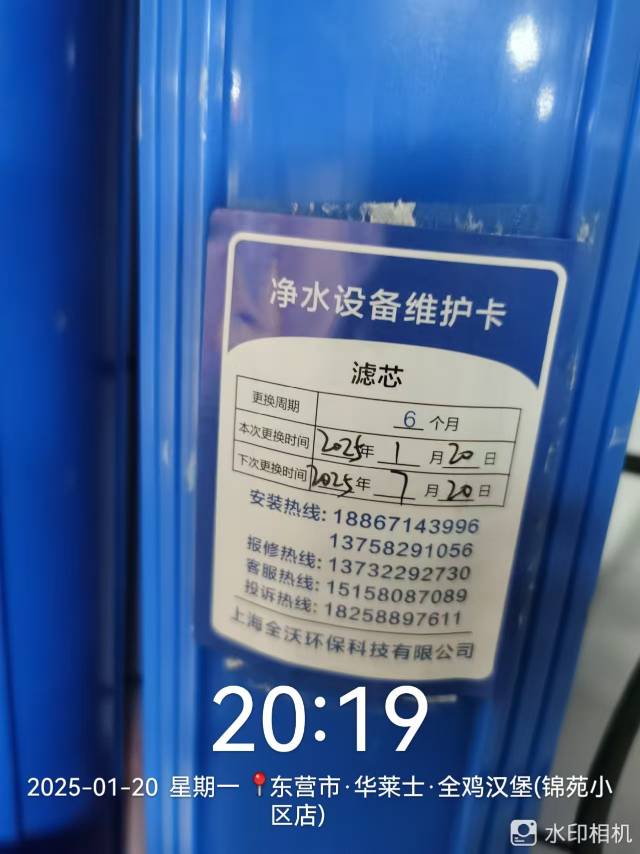 净水设备维护卡
滤芯
更换周期 6 个月
本次更换时间 2025年 1 月 20 日
下次更换时间 2025年 7 月 20 日
安装热线: 18867143996
13758291056
报修热线: 13732292730
客服热线: 15158087089
投诉热线: 18258897611
上海全沃环保科技有限公司
20:19
2025-01-20 星期一 📍东营市·华莱士·全鸡汉堡(锦苑小
区店)
水印相机